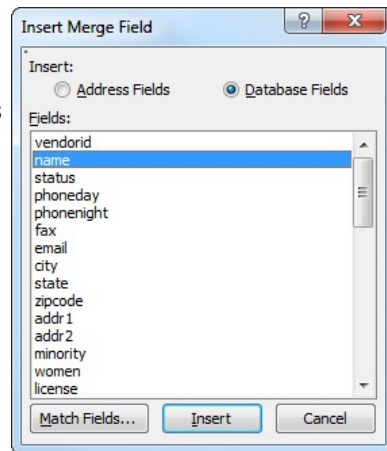 Insert Merge Field
?
X
Insert:
Address Fields Database Fields
Fields:
vendorid
name
status
phoneday
phonenight
fax
email
city
state
zipcode
addr1
addr2
minority
women
license
Match Fields... Insert Cancel
s